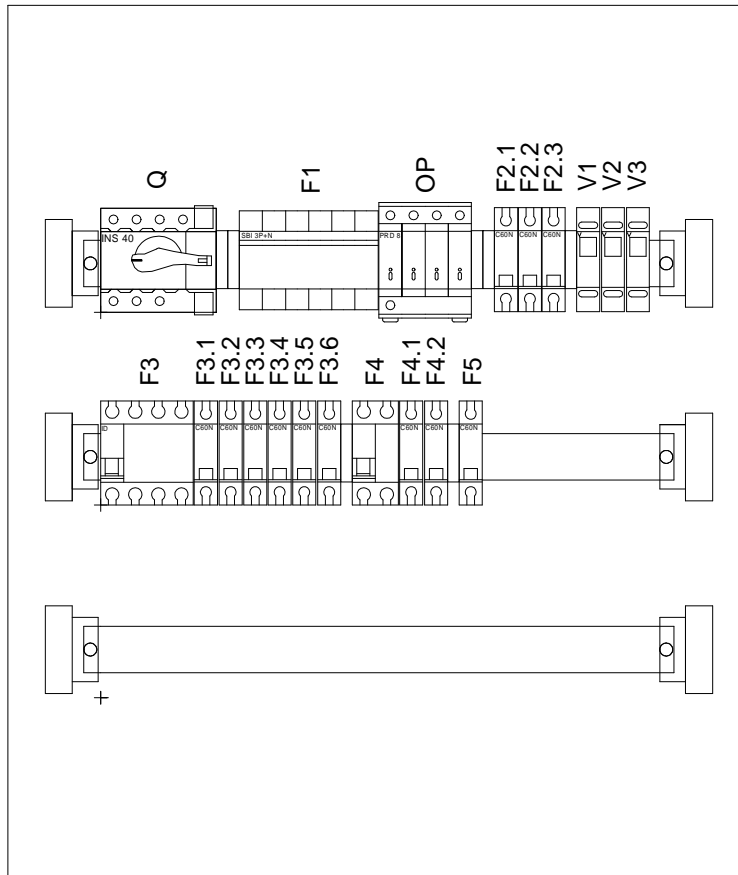 Q F1 OP F2.1 F2.2 F2.3 V1 V2 V3
INS 40 SBI 3P+N PRD 8 C60N C60N C60N V V V
F3 F3.1 F3.2 F3.3 F3.4 F3.5 F3.6 F4 F4.1 F4.2 F5
ID C60N C60N C60N C60N C60N C60N C60N C60N C60N